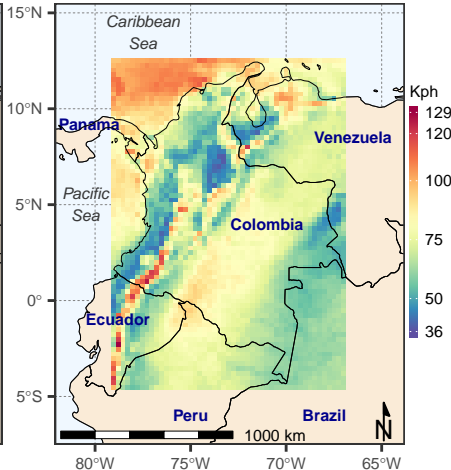 15°N
Caribbean
Sea
10°N
Panama
Venezuela
Kph
129
120
100
75
50
36
Pacific
Sea
5°N
Colombia
0°
Ecuador
5°S
Peru
Brazil
N
1000 km
80°W
75°W
70°W
65°W